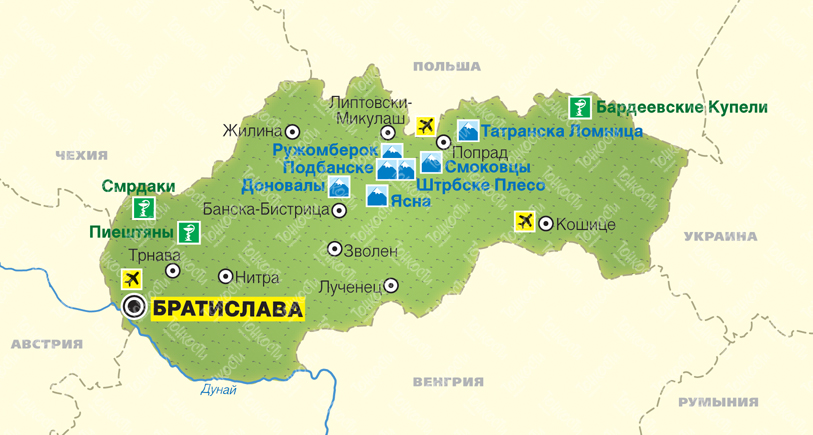 ПОЛЬША
Липтовски-
Микулаш
Бардеевские Купели
Жилина
Татранска Ломница
Попрад
ЧЕХИЯ
Ружомберок
Подбанске
Смоковцы
Доновалы
Штрбске Плесо
Смрдаки
Ясна
Банска-Бистрица
Пиештяны
Кошице
УКРАИНА
Трнава
Зволен
Нитра
Лученец
БРАТИСЛАВА
АВСТРИЯ
ВЕНГРИЯ
Дунай
РУМЫНИЯ